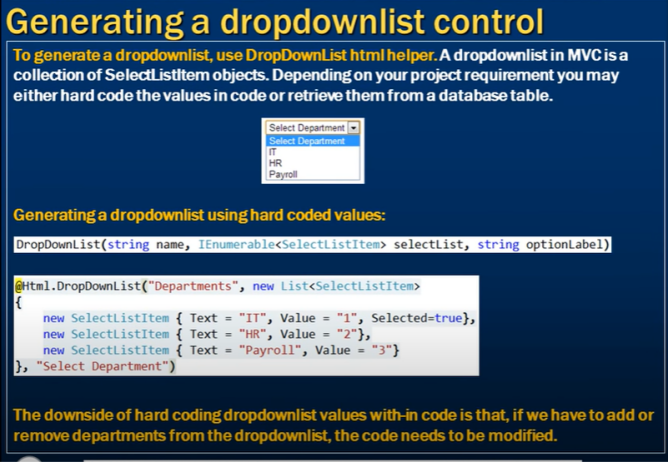 Generating a dropdownlist control
To generate a dropdownlist, use DropDownList html helper. A dropdownlist in MVC is a
collection of SelectListItem objects. Depending on your project requirement you may
either hard code the values in code or retrieve them from a database table.
Select Department
Select Department
IT
HR
Payroll
Generating a dropdownlist using hard coded values:
DropDownList(string name, IEnumerable<SelectListItem> selectList, string optionLabel)
@Html.DropDownList("Departments", new List<SelectListItem>
{
new SelectListItem { Text = "IT", Value = "1", Selected=true},
new SelectListItem { Text = "HR", Value = "2"},
new SelectListItem { Text = "Payroll", Value = "3"}
}, "Select Department")
The downside of hard coding dropdownlist values with-in code is that, if we have to add or
remove departments from the dropdownlist, the code needs to be modified.